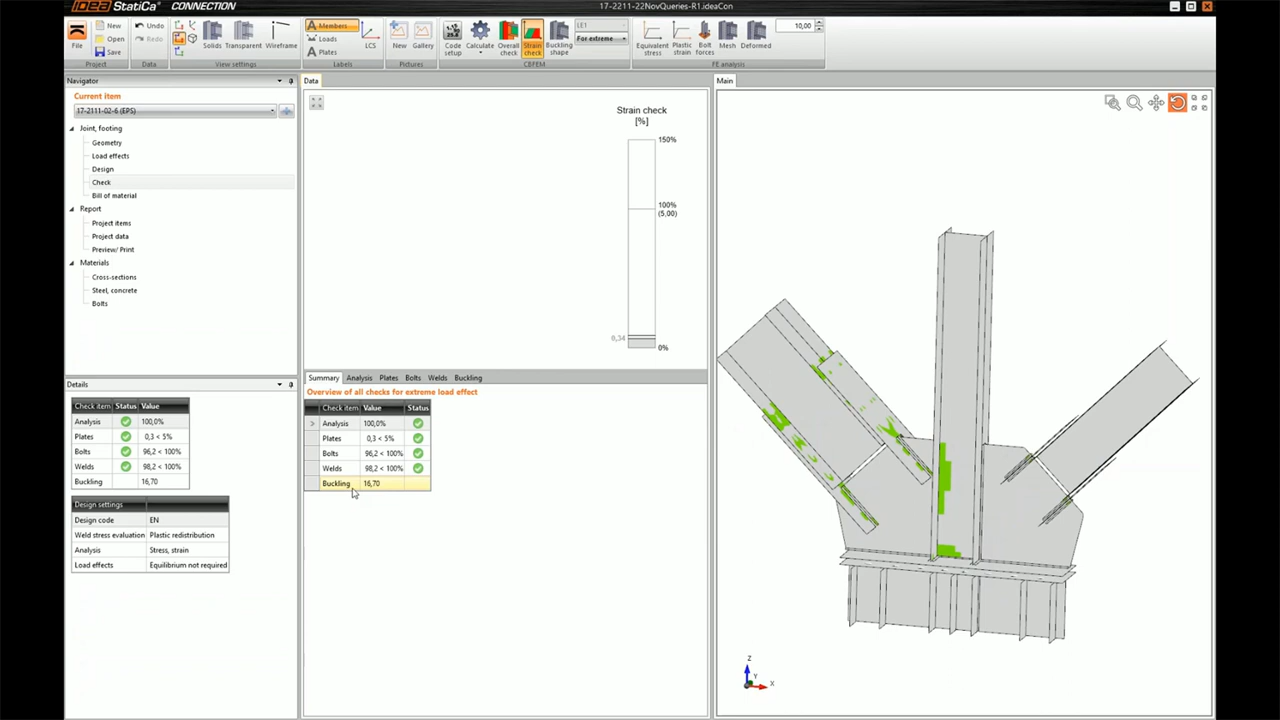 IDEA StatiCa CONNECTION
17-2211-22NovQueries-R1.ideaCon
File
New
Open
Save
Project
Undo
Redo
Data
Solids
Transparent
Wireframe
View settings
Members
Loads
Plates
LCS
Labels
New
Gallery
Pictures
Code setup
Calculate
Overall check
Strain check
Buckling shape
LE1
For extreme
CBFEM
Equivalent stress
Plastic strain
Bolt forces
Mesh
Deformed
10,00
FE analysis
Navigator
Current item
17-2111-02-6 (EPS)
Joint, footing
Geometry
Load effects
Design
Check
Bill of material
Report
Project items
Project data
Preview/ Print
Materials
Cross-sections
Steel, concrete
Bolts
Details
Check item Status Value
Analysis 100,0%
Plates 0,3 < 5%
Bolts 96,2 < 100%
Welds 98,2 < 100%
Buckling 16,70
Design settings
Design code EN
Weld stress evaluation Plastic redistribution
Analysis Stress, strain
Load effects Equilibrium not required
Data
Strain check
[%]
150%
100%
(5,00)
0,34
0%
Summary Analysis Plates Bolts Welds Buckling
Overview of all checks for extreme load effect
Check item Value Status
Analysis 100,0%
Plates 0,3 < 5%
Bolts 96,2 < 100%
Welds 98,2 < 100%
Buckling 16,70
Main
Z
Y
X